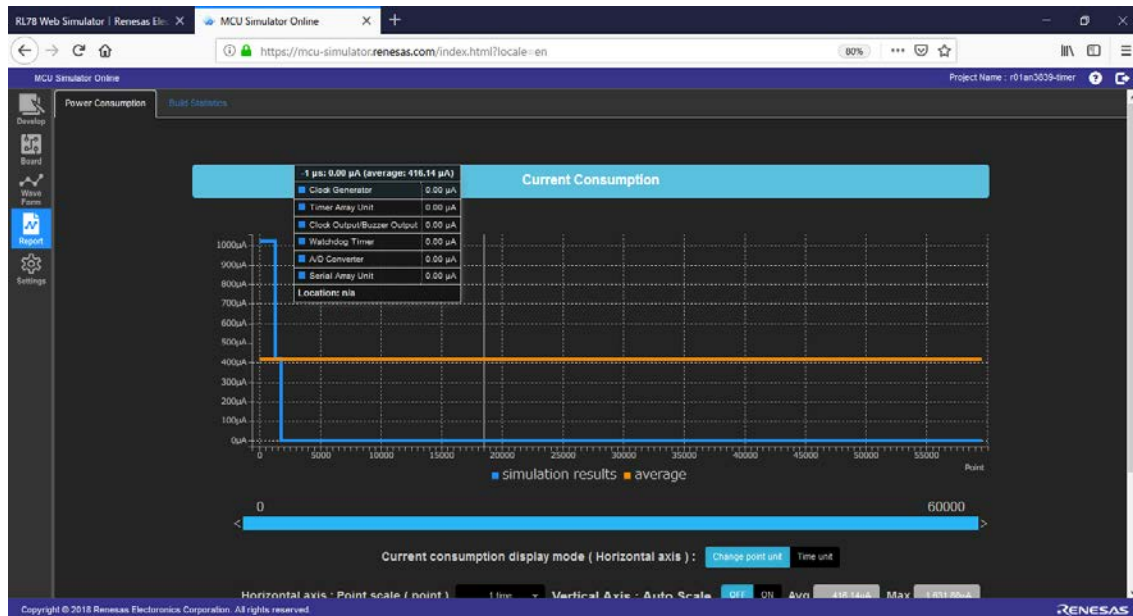 RL78 Web Simulator | Renesas Ele
MCU Simulator Online
https://mcu-simulator.renesas.com/index.html?locale=en
80%
MCU Simulator Online
Project Name : r01an3839-timer
Develop
Board
Wave
Form
Report
Settings
Power Consumption
Build Statistics
Current Consumption
-1 µs: 0.00 µA (average: 416.14 µA)
Clock Generator 0.00 µA
Timer Array Unit 0.00 µA
Clock Output/Buzzer Output 0.00 µA
Watchdog Timer 0.00 µA
A/D Converter 0.00 µA
Serial Array Unit 0.00 µA
Location: n/a
1000µA
900µA
800µA
700µA
600µA
500µA
400µA
300µA
200µA
100µA
0µA
0 5000 10000 15000 20000 25000 30000 35000 40000 45000 50000 55000
Point
simulation results average
0 60000
< >
Current consumption display mode ( Horizontal axis ) : Change point unit Time unit
Horizontal axis : Point scale ( point ) 1 time Vertical Axis : Auto Scale OFF ON Avg 416.14µA Max
Copyright © 2018 Renesas Electoronics Corporation. All rights reserved.
RENESAS